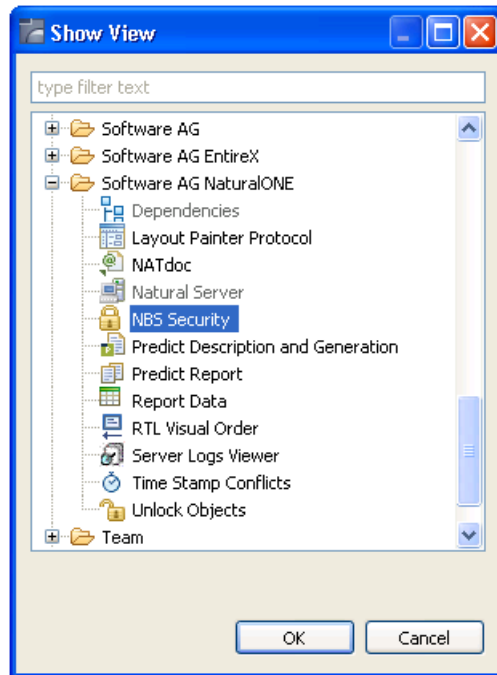 Show View
type filter text
Software AG
Software AG EntireX
Software AG NaturalONE
Dependencies
Layout Painter Protocol
NATdoc
Natural Server
NBS Security
Predict Description and Generation
Predict Report
Report Data
RTL Visual Order
Server Logs Viewer
Time Stamp Conflicts
Unlock Objects
Team
OK Cancel